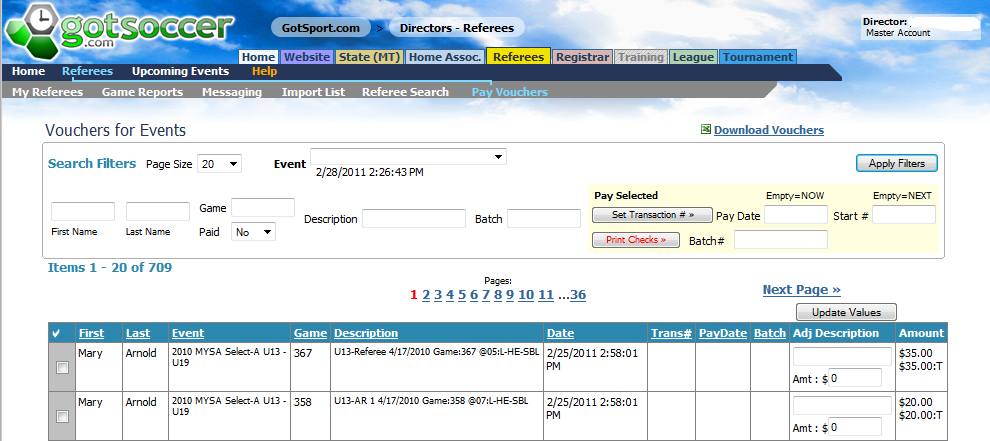 gotsoccer .com GotSport.com > Directors - Referees Director:
Master Account
Home Website State (MT) Home Assoc. Referees Registrar Training League Tournament
Home Referees Upcoming Events Help
My Referees Game Reports Messaging Import List Referee Search Pay Vouchers
Vouchers for Events Download Vouchers
Search Filters Page Size 20 Event Apply Filters
2/28/2011 2:26:43 PM
Pay Selected Empty=NOW Empty=NEXT
Game Description Batch Set Transaction # » Pay Date Start #
First Name Last Name Paid No Print Checks » Batch#
Items 1 - 20 of 709
Pages:
1 2 3 4 5 6 7 8 9 10 11 ...36 Next Page »
Update Values
First Last Event Game Description Date Trans# PayDate Batch Adj Description Amount
Mary Arnold 2010 MYSA Select-A U13 - 367 U13-Referee 4/17/2010 Game:367 @05:L-HE-SBL 2/25/2011 2:58:01 $35.00
U19 PM $35.00:T
Amt : $ 0
Mary Arnold 2010 MYSA Select-A U13 - 358 U13-AR 1 4/17/2010 Game:358 @07:L-HE-SBL 2/25/2011 2:58:01 $20.00
U19 PM $20.00:T
Amt : $ 0